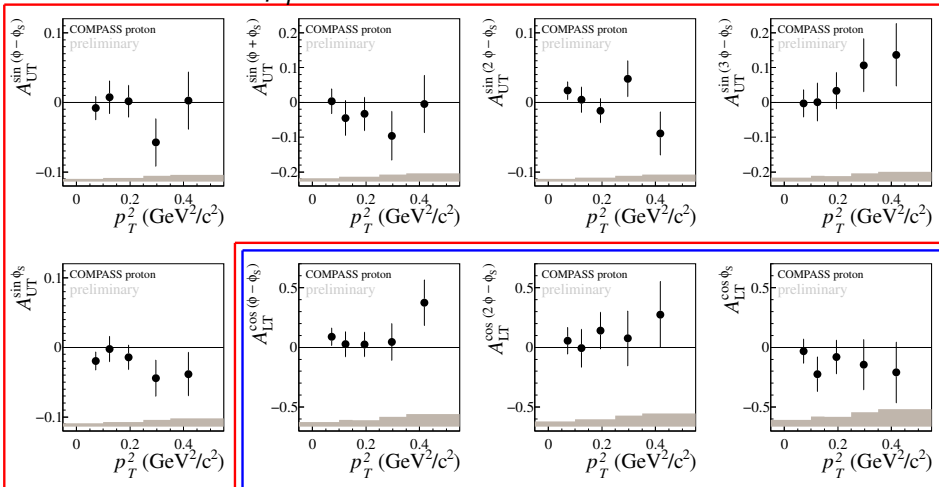 A_UT^sin(ϕ − ϕ_S)
COMPASS proton
preliminary
0.1
0
−0.1
0 0.2 0.4
p_T^2 (GeV^2/c^2)
A_UT^sin(ϕ + ϕ_S)
COMPASS proton
preliminary
0.2
0.1
0
−0.1
−0.2
0 0.2 0.4
p_T^2 (GeV^2/c^2)
A_UT^sin(2ϕ − ϕ_S)
COMPASS proton
preliminary
0.1
0
−0.1
0 0.2 0.4
p_T^2 (GeV^2/c^2)
A_UT^sin(3ϕ − ϕ_S)
COMPASS proton
preliminary
0.2
0.1
0
−0.1
−0.2
0 0.2 0.4
p_T^2 (GeV^2/c^2)
A_UT^sin ϕ_S
COMPASS proton
preliminary
0.1
0
−0.1
0 0.2 0.4
p_T^2 (GeV^2/c^2)
A_LT^cos(ϕ − ϕ_S)
COMPASS proton
preliminary
0.5
0
−0.5
0 0.2 0.4
p_T^2 (GeV^2/c^2)
A_LT^cos(2ϕ − ϕ_S)
COMPASS proton
preliminary
0.5
0
−0.5
0 0.2 0.4
p_T^2 (GeV^2/c^2)
A_LT^cos ϕ_S
COMPASS proton
preliminary
0.5
0
−0.5
0 0.2 0.4
p_T^2 (GeV^2/c^2)